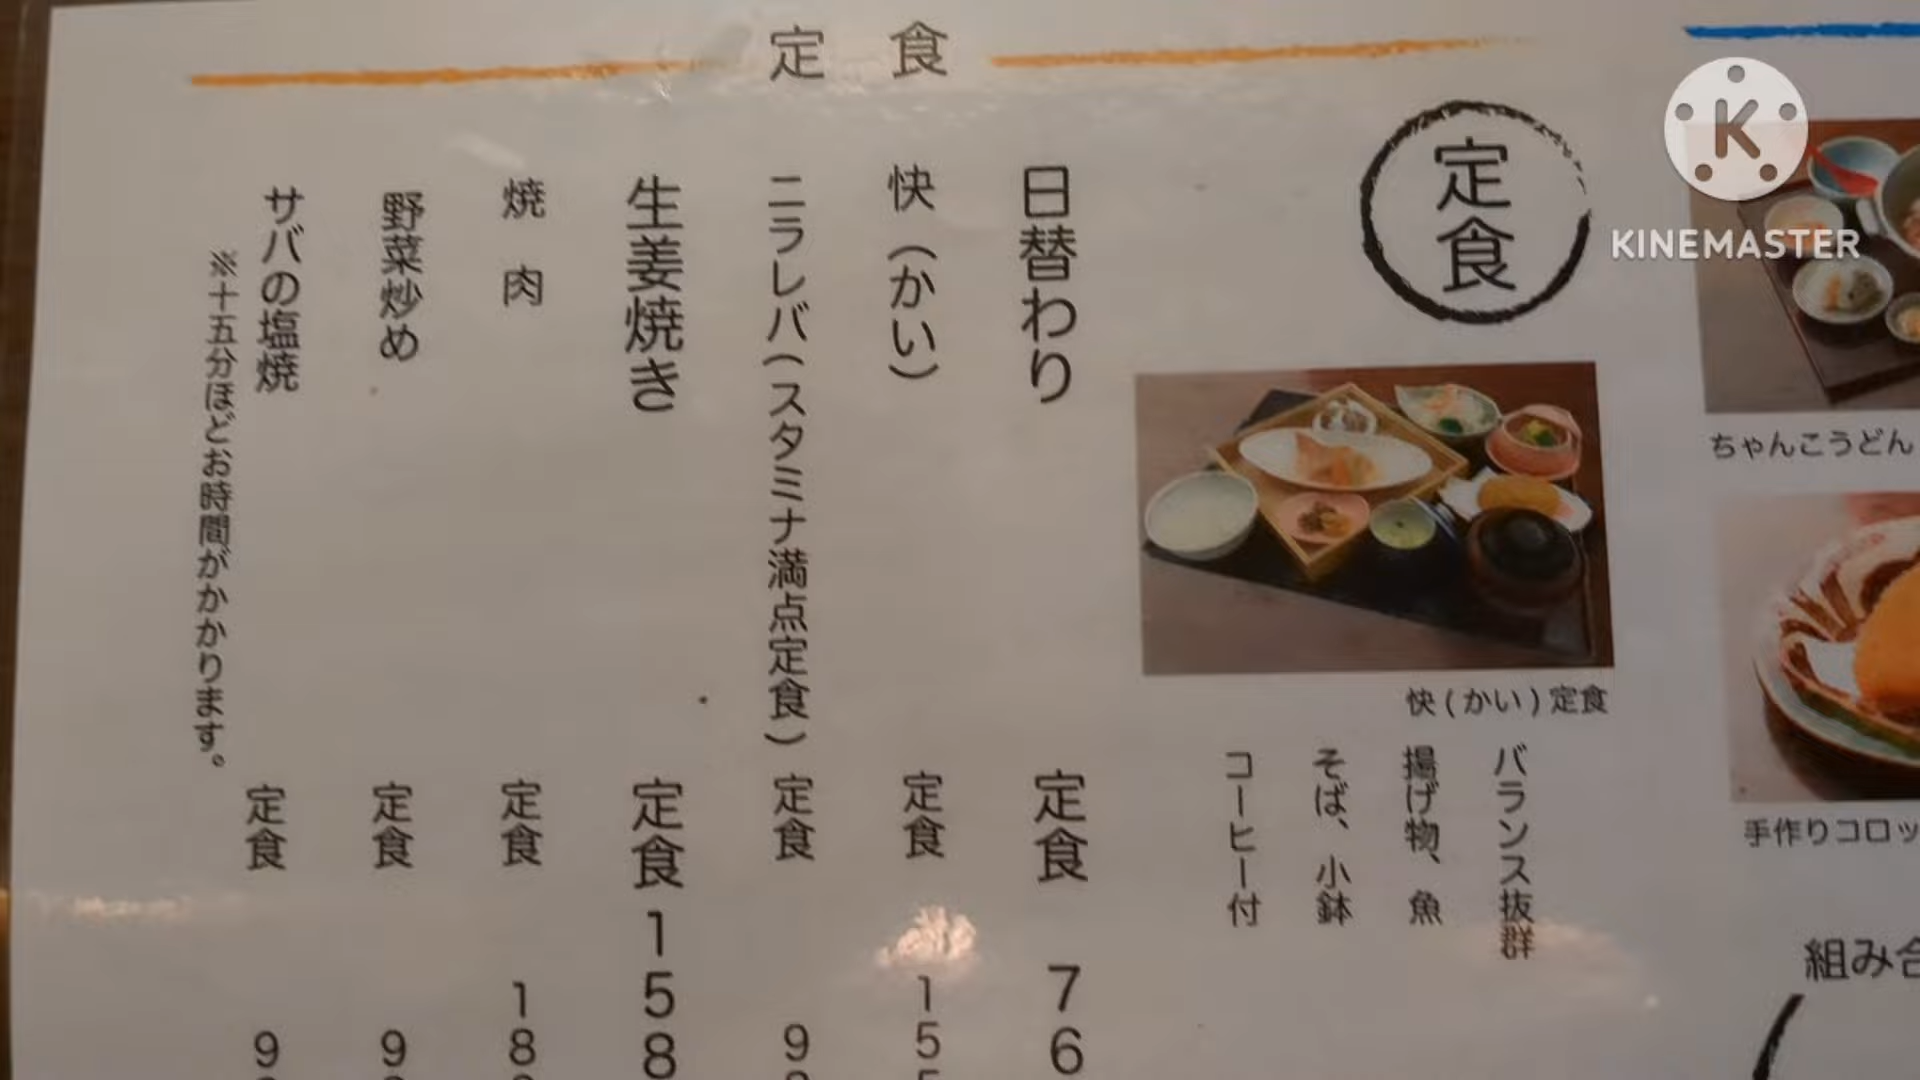 定食
定食
日替わり 定食 76
快(かい) 定食 15
ニラレバ(スタミナ満点定食) 定食 9
生姜焼き 定食 158
焼肉 定食 18
野菜炒め 定食 9
サバの塩焼 定食 9
※十五分ほどお時間がかかります。
快(かい)定食
バランス抜群
揚げ物、魚
そば、小鉢
コーヒー付
ちゃんこうどん
手作りコロッ
組み合
K
KINEMASTER